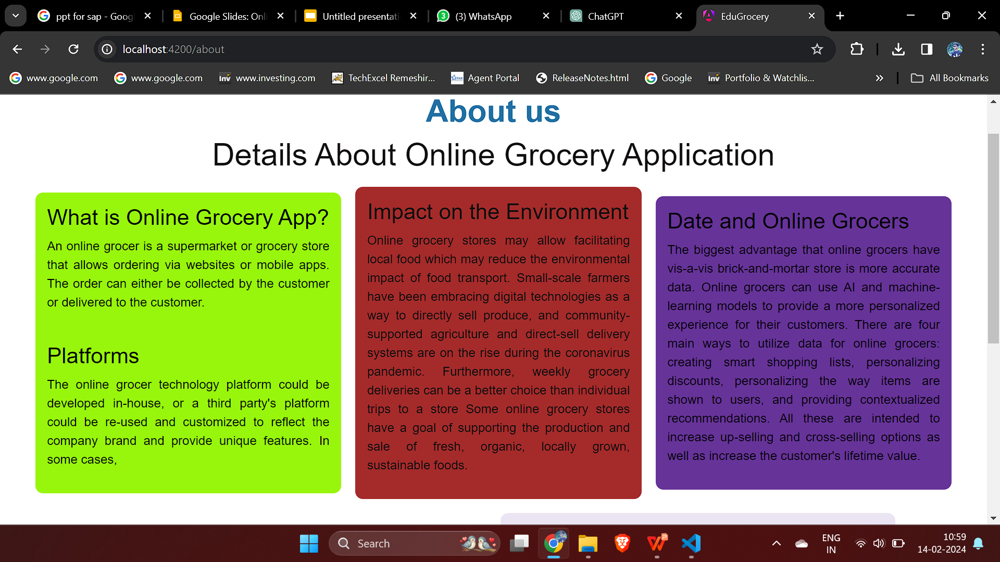 ppt for sap - Goog
Google Slides: Onli
Untitled presentati
3
(3) WhatsApp
ChatGPT
EduGrocery
localhost:4200/about
www.google.com
www.google.com
Inv
www.investing.com
TechExcel Remeshir...
Agent Portal
ReleaseNotes.html
Google
Inv
Portfolio & Watchlis...
All Bookmarks
About us
Details About Online Grocery Application
What is Online Grocery App?
An online grocer is a supermarket or grocery store
that allows ordering via websites or mobile apps.
The order can either be collected by the customer
or delivered to the customer.
Platforms
The online grocer technology platform could be
developed in-house, or a third party's platform
could be re-used and customized to reflect the
company brand and provide unique features. In
some cases,
Impact on the Environment
Online grocery stores may allow facilitating
local food which may reduce the environmental
impact of food transport. Small-scale farmers
have been embracing digital technologies as a
way to directly sell produce, and community-
supported agriculture and direct-sell delivery
systems are on the rise during the coronavirus
pandemic. Furthermore, weekly grocery
deliveries can be a better choice than individual
trips to a store Some online grocery stores
have a goal of supporting the production and
sale of fresh, organic, locally grown,
sustainable foods.
Date and Online Grocers
The biggest advantage that online grocers have
vis-a-vis brick-and-mortar store is more accurate
data. Online grocers can use AI and machine-
learning models to provide a more personalized
experience for their customers. There are four
main ways to utilize data for online grocers:
creating smart shopping lists, personalizing
discounts, personalizing the way items are
shown to users, and providing contextualized
recommendations. All these are intended to
increase up-selling and cross-selling options as
well as increase the customer's lifetime value.
Search
ENG
IN
10:59
14-02-2024